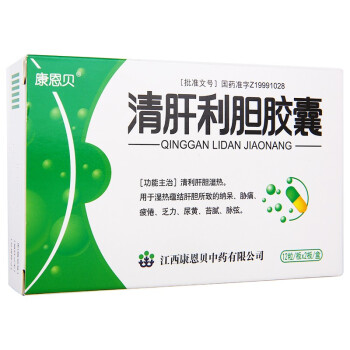 康恩贝
[批准文号] 国药准字Z19991028
清肝利胆胶囊
QINGGAN LIDAN JIAONANG
[功能主治] 清利肝胆湿热。
用于湿热蕴结肝胆所致的纳呆、胁痛、
疲倦、乏力、尿黄、苔腻、脉弦。
江西康恩贝中药有限公司
12粒/板x2板/盒